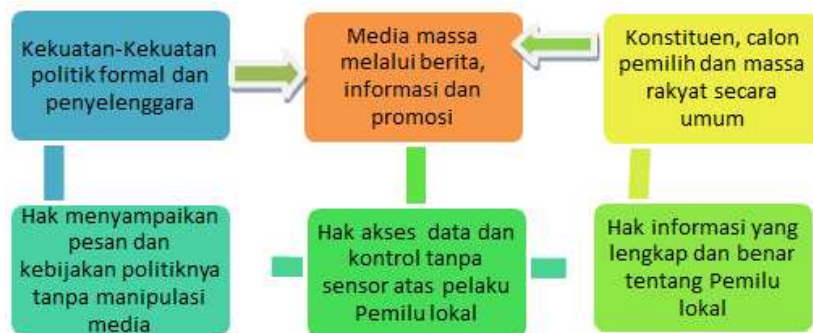 Kekuatan-Kekuatan
politik formal dan
penyelenggara
Media massa
melalui berita,
informasi dan
promosi
Konstituen, calon
pemilih dan massa
rakyat secara
umum
Hak menyampaikan
pesan dan
kebijakan politiknya
tanpa manipulasi
media
Hak akses data dan
kontrol tanpa
sensor atas pelaku
Pemilu lokal
Hak informasi yang
lengkap dan benar
tentang Pemilu
lokal